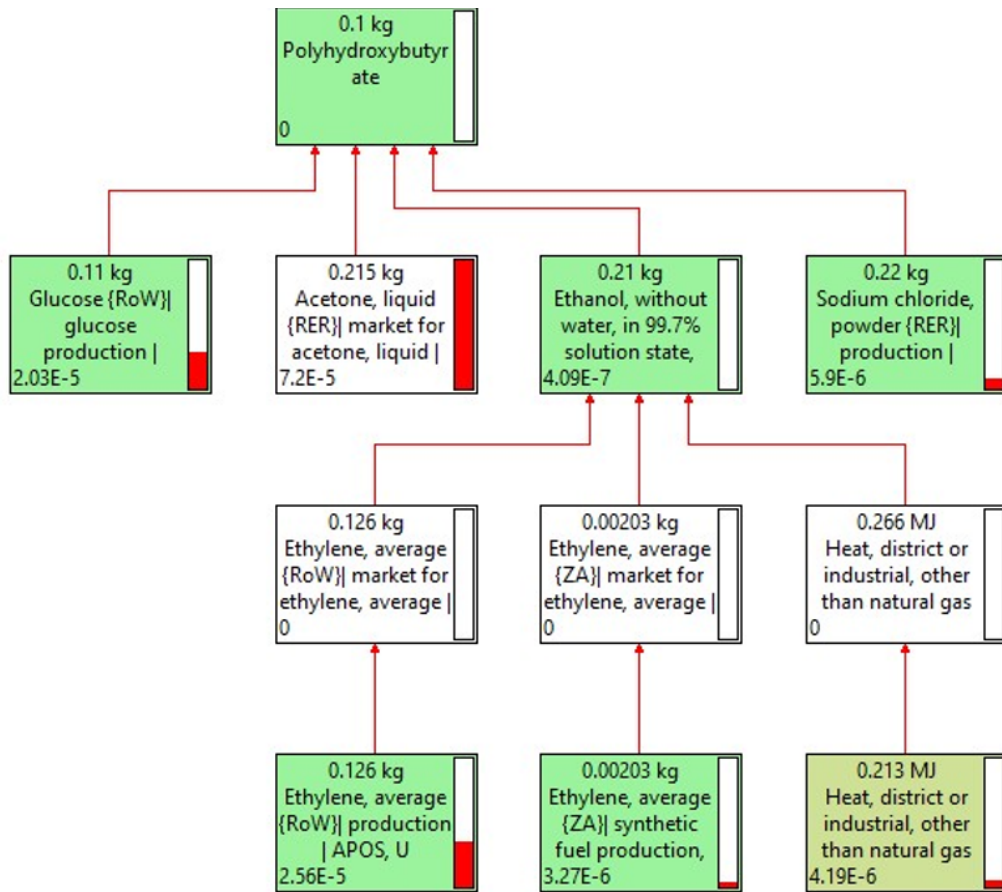 0.1 kg
Polyhydroxybutyr
ate
0
0.11 kg
Glucose {RoW}|
glucose
production |
2.03E-5
0.215 kg
Acetone, liquid
{RER}| market for
acetone, liquid |
7.2E-5
0.21 kg
Ethanol, without
water, in 99.7%
solution state,
4.09E-7
0.22 kg
Sodium chloride,
powder {RER}|
production |
5.9E-6
0.126 kg
Ethylene, average
{RoW}| market for
ethylene, average |
0
0.00203 kg
Ethylene, average
{ZA}| market for
ethylene, average |
0
0.266 MJ
Heat, district or
industrial, other
than natural gas
0
0.126 kg
Ethylene, average
{RoW}| production
| APOS, U
2.56E-5
0.00203 kg
Ethylene, average
{ZA}| synthetic
fuel production,
3.27E-6
0.213 MJ
Heat, district or
industrial, other
than natural gas
4.19E-6